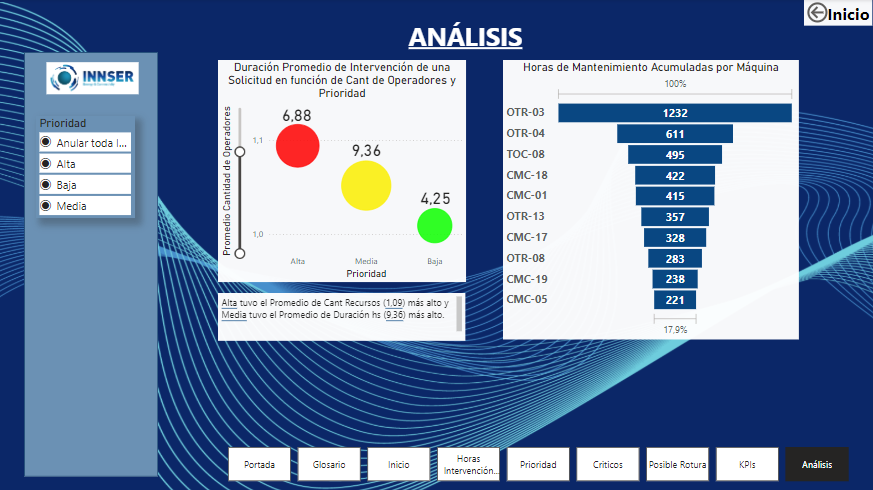 Inicio
ANÁLISIS
INNSER
Prioridad
Anular toda l...
Alta
Baja
Media
Duración Promedio de Intervención de una
Solicitud en función de Cant de Operadores y
Prioridad
Promedio Cantidad de Operadores
6,88
9,36
4,25
1,1
1,0
Alta
Media
Baja
Prioridad
Alta tuvo el Promedio de Cant Recursos (1,09) más alto y
Media tuvo el Promedio de Duración hs (9,36) más alto.
Horas de Mantenimiento Acumuladas por Máquina
100%
OTR-03 1232
OTR-04 611
TOC-08 495
CMC-18 422
CMC-01 415
OTR-13 357
CMC-17 328
OTR-08 283
CMC-19 238
CMC-05 221
17,9%
Portada
Glosario
Inicio
Horas
Intervención...
Prioridad
Críticos
Posible Rotura
KPIs
Análisis